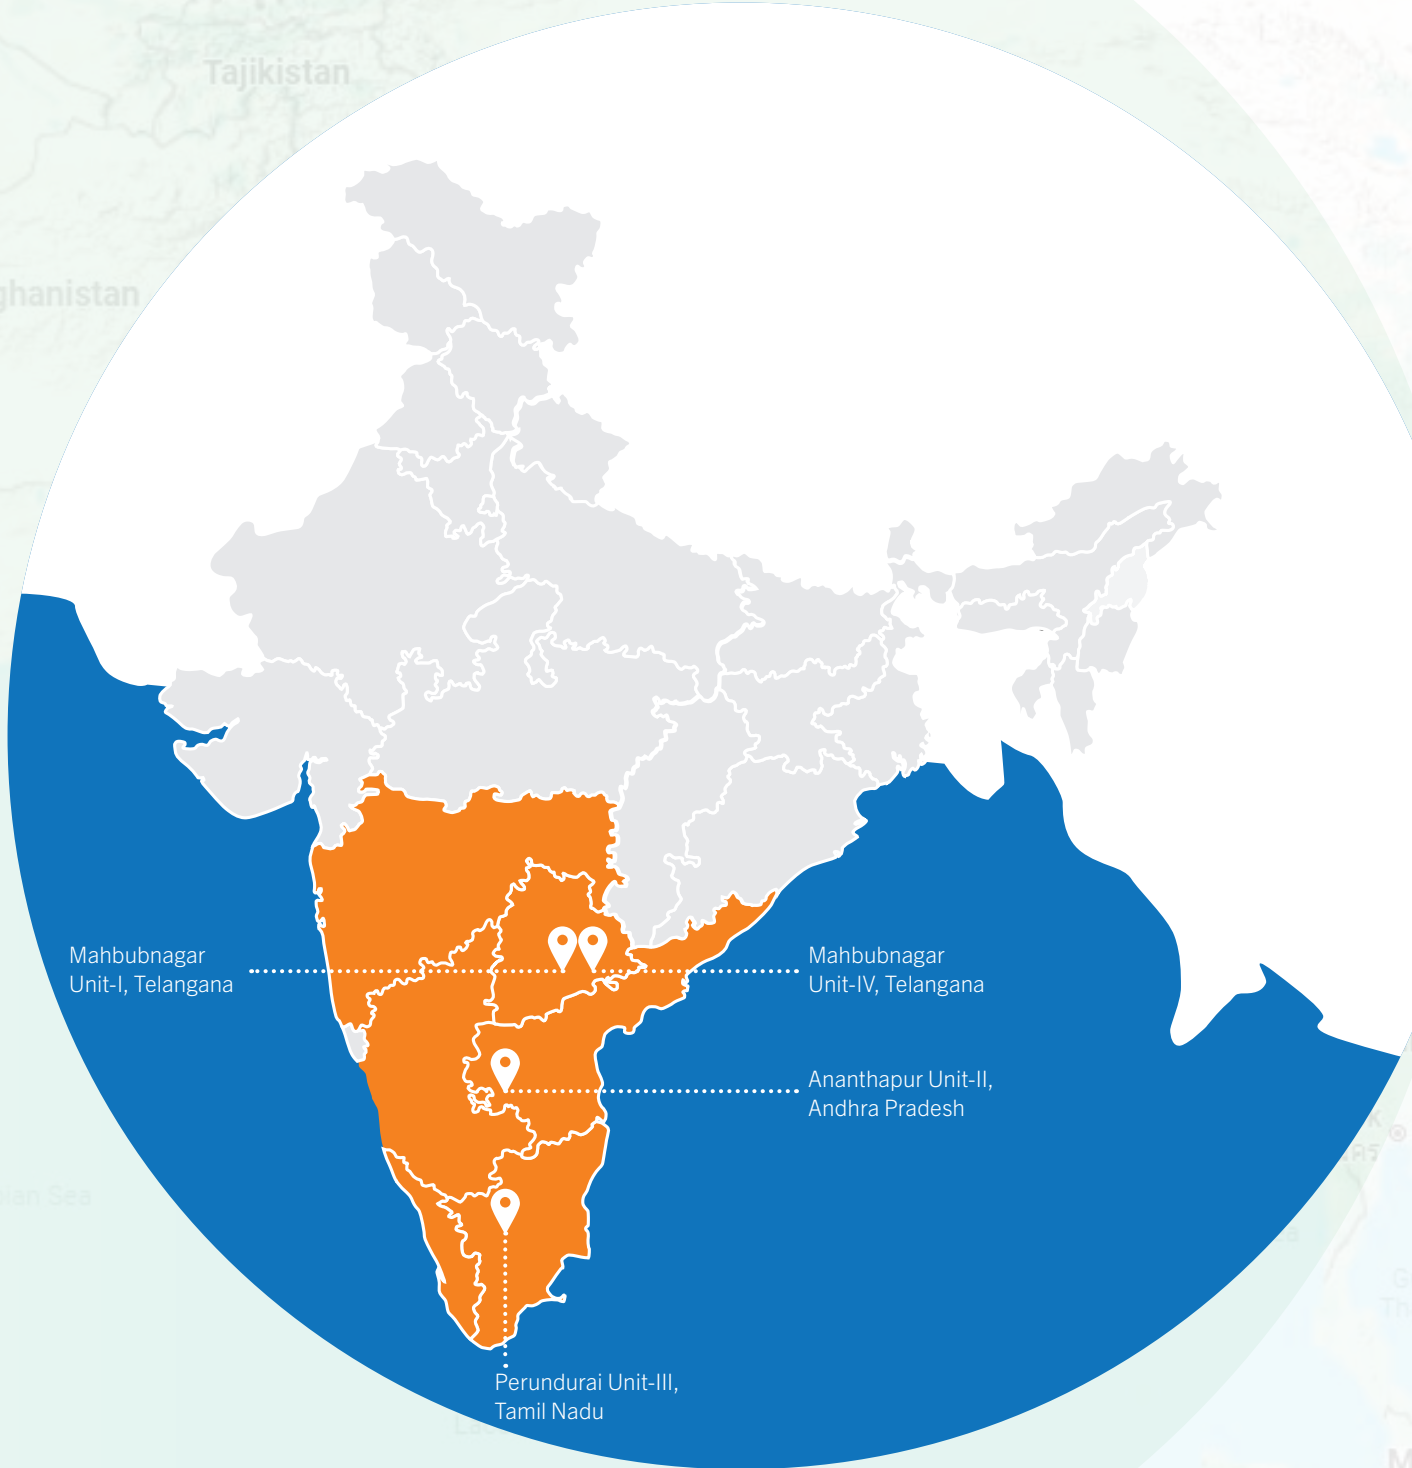 Tajikistan
ghanistan
Mahbubnagar
Unit-I, Telangana
Mahbubnagar
Unit-IV, Telangana
Ananthapur Unit-II,
Andhra Pradesh
Perundurai Unit-III,
Tamil Nadu